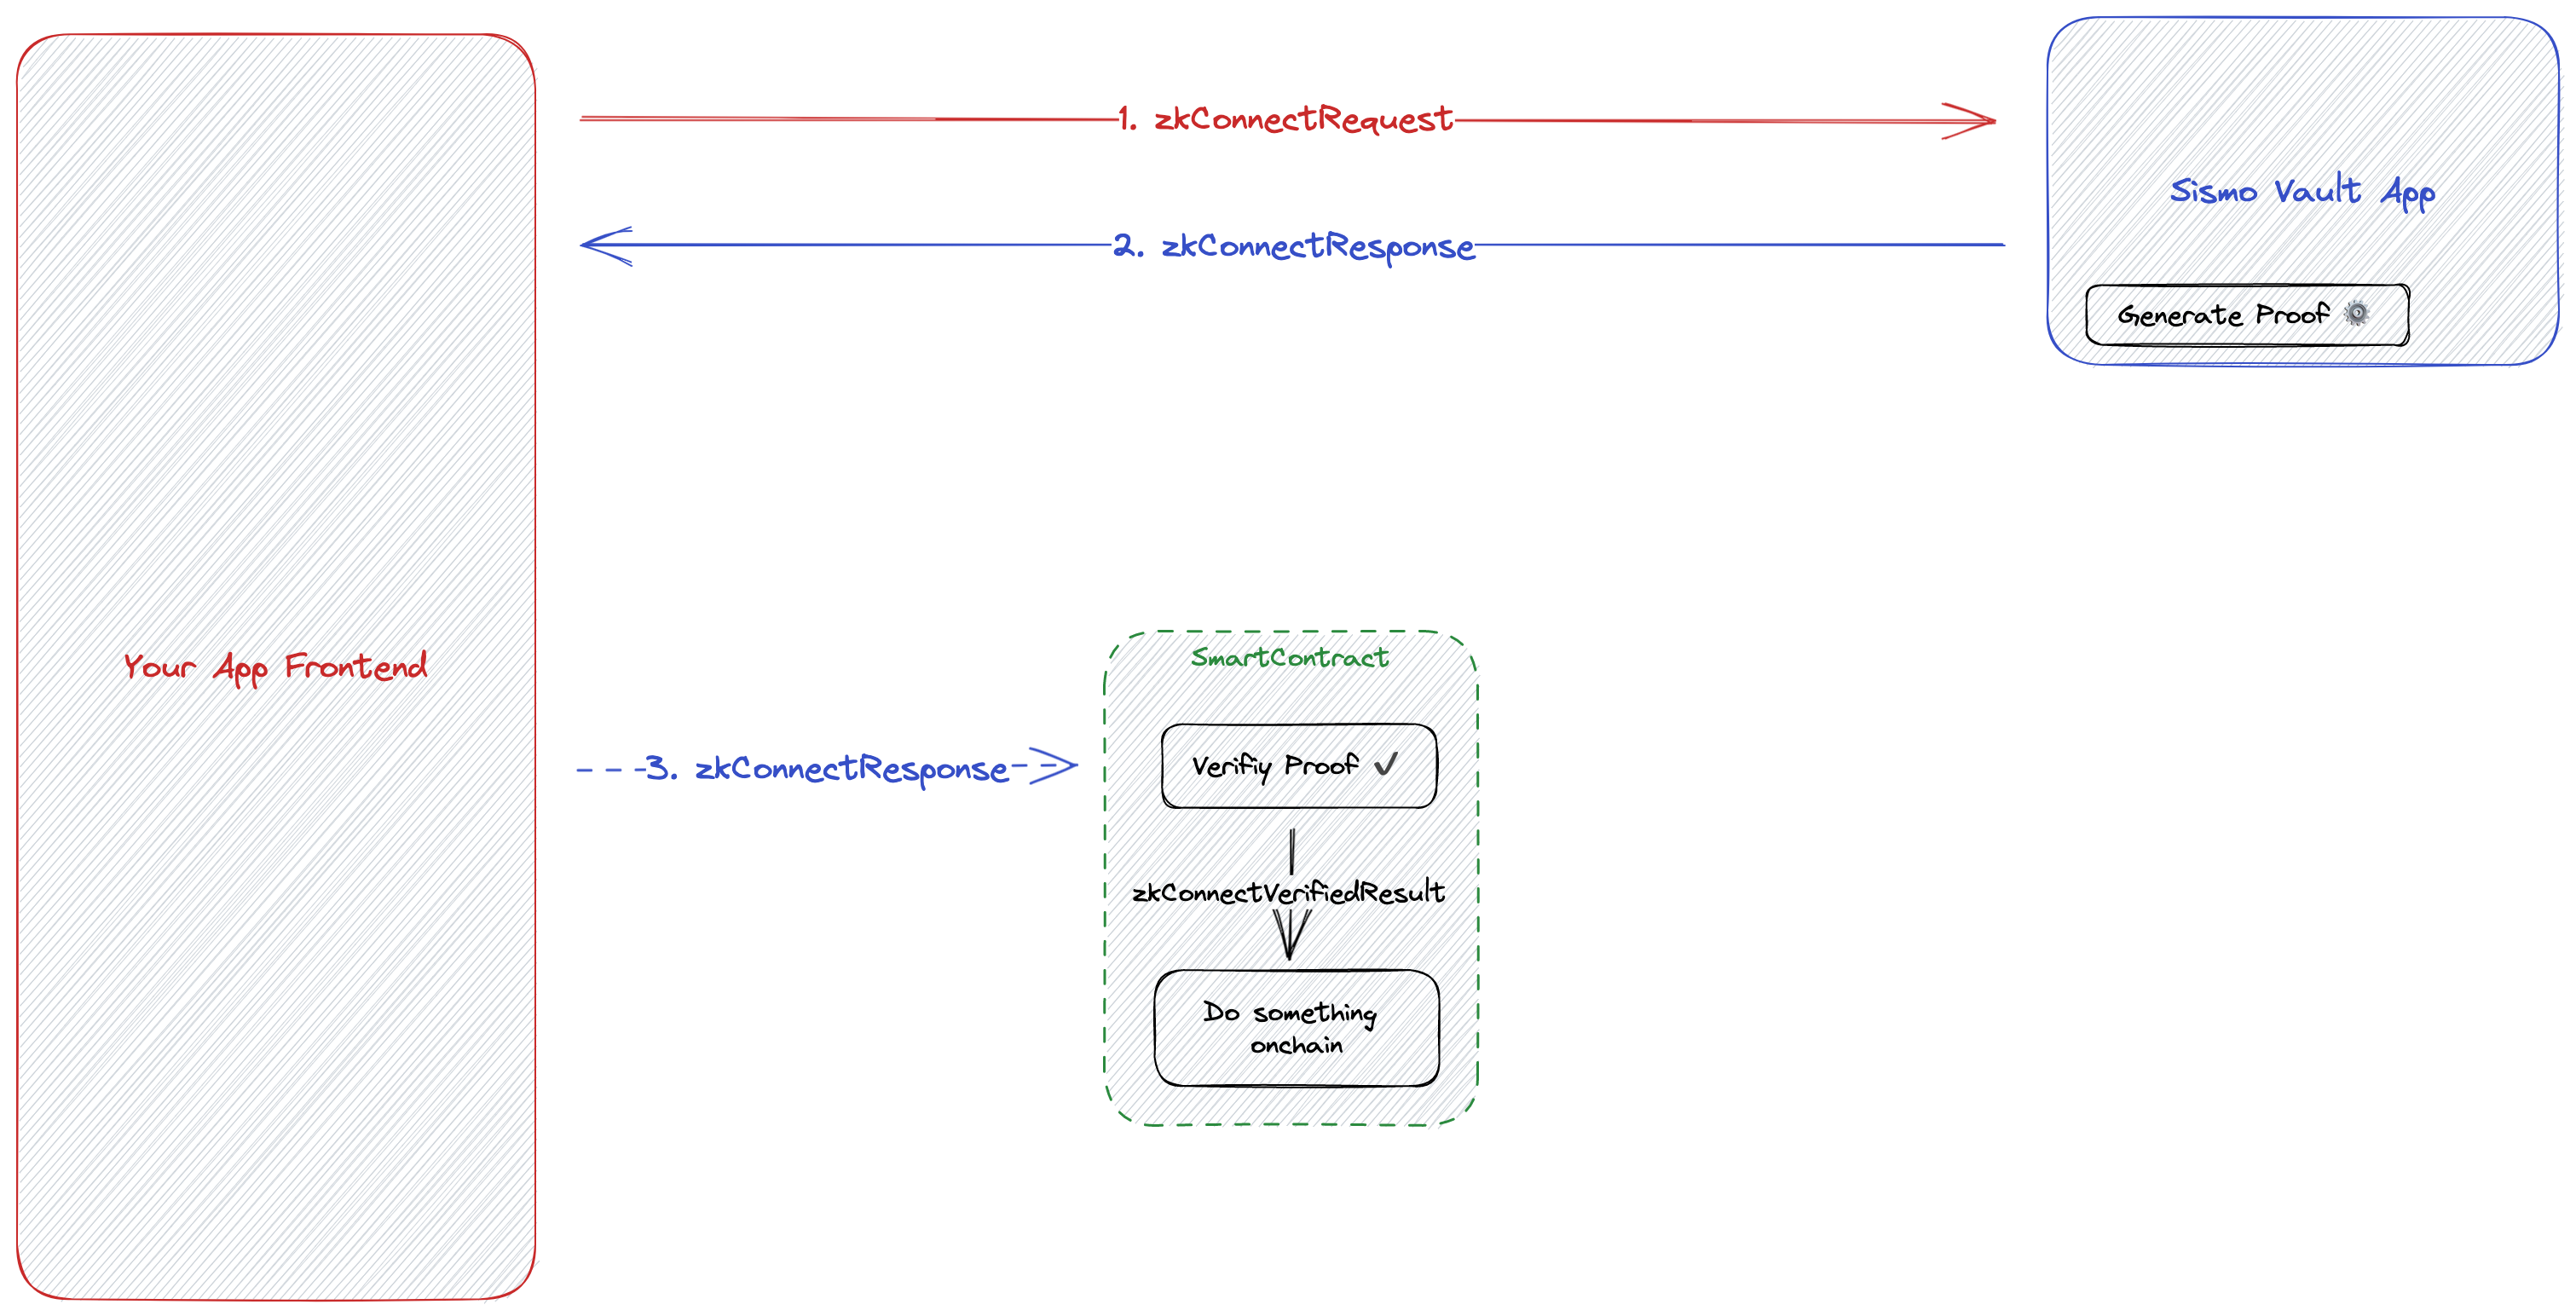 1. zkConnectRequest
Sismo Vault App
2. zkConnectResponse
Generate Proof
Your App Frontend
SmartContract
3. zkConnectResponse
Verifiy Proof ✔
zkConnectVerifiedResult
Do something
onchain